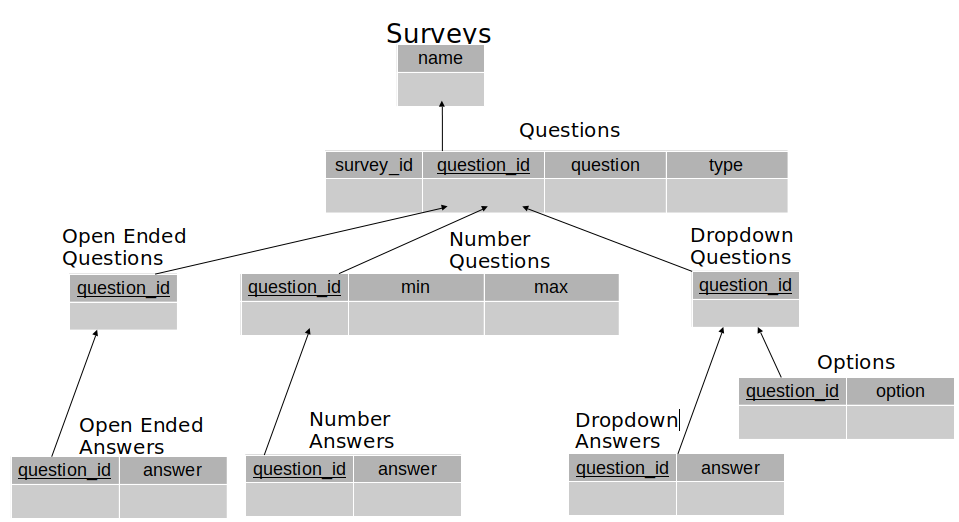 Surveys
name
Questions
survey_id question_id question type
Open Ended
Questions
question_id
Number
Questions
question_id min max
Dropdown
Questions
question_id
Options
question_id option
Open Ended
Answers
question_id answer
Number
Answers
question_id answer
Dropdown
Answers
question_id answer